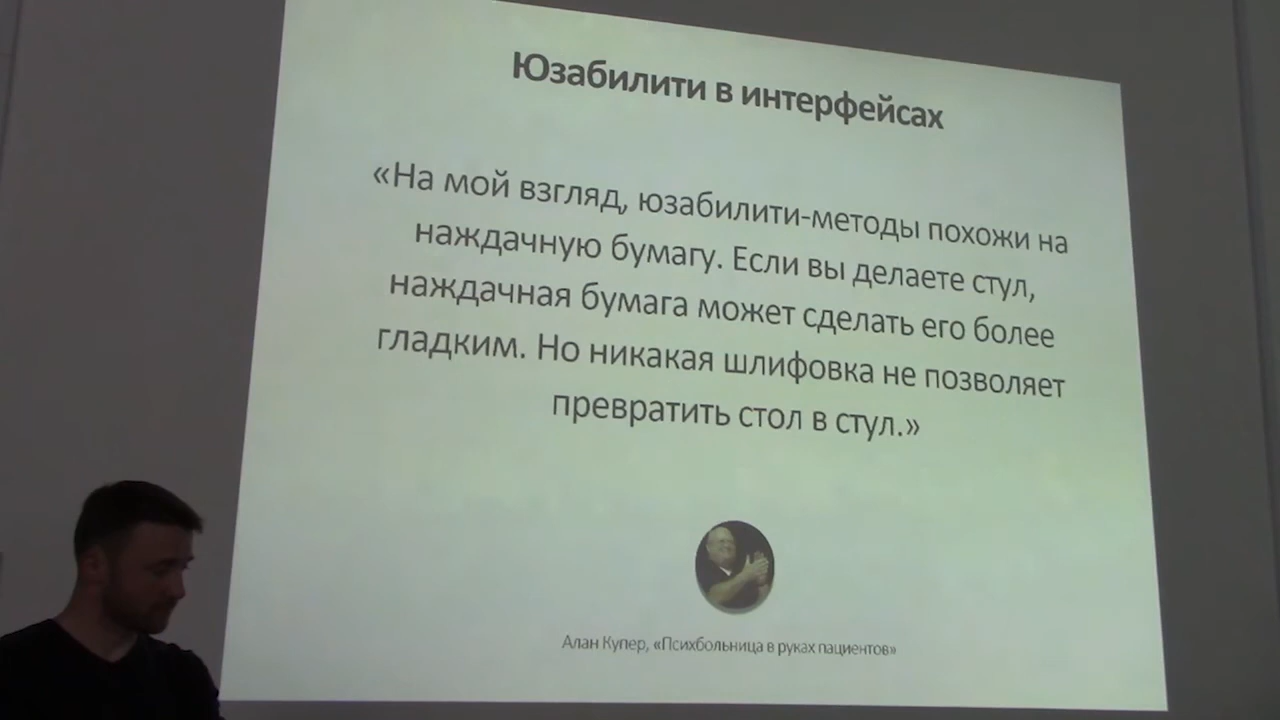 Юзабилити в интерфейсах
«На мой взгляд, юзабилити-методы похожи на
наждачную бумагу. Если вы делаете стул,
наждачная бумага может сделать его более
гладким. Но никакая шлифовка не позволяет
превратить стол в стул.»
Алан Купер, «Психбольница в руках пациентов»